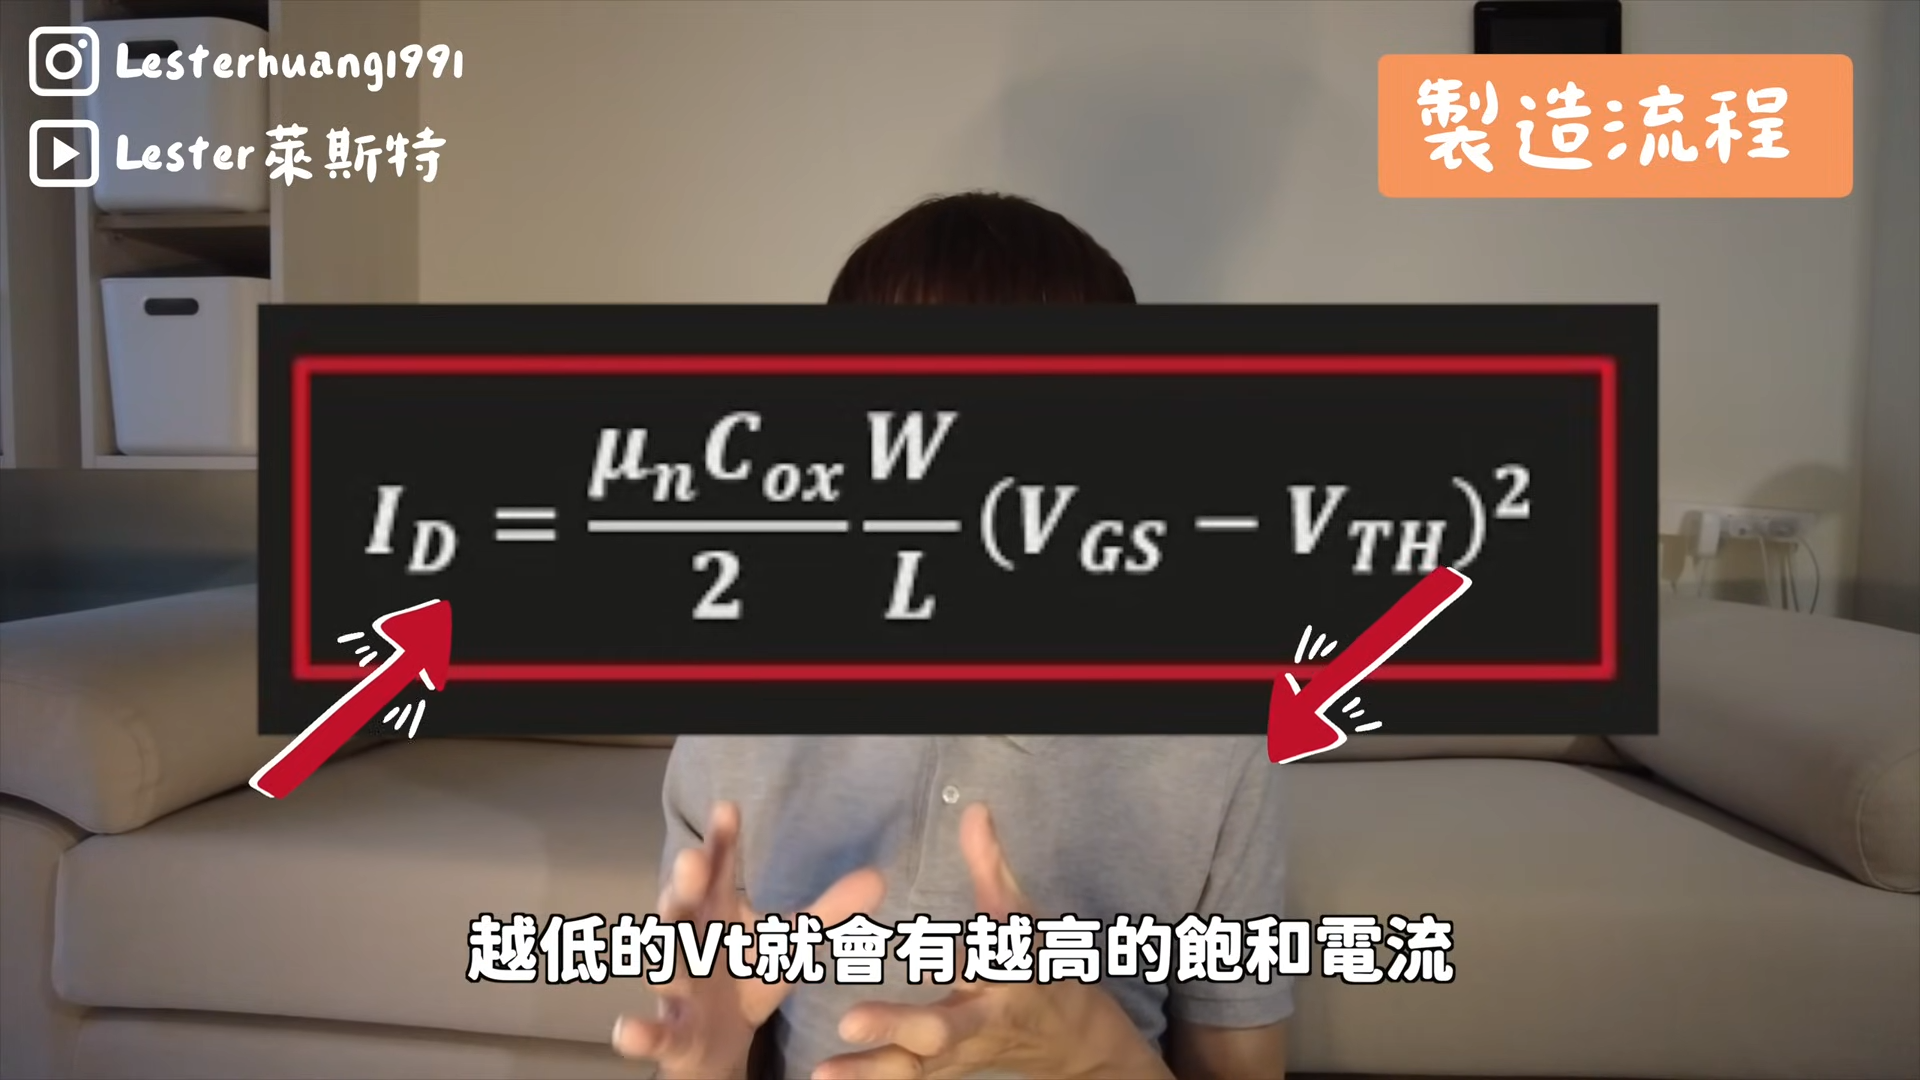 Lesterhuang1991
Lester萊斯特
製造流程
I_D = \frac{μ_n C_{ox}}{2} \frac{W}{L} (V_{GS} − V_{TH})^2
越低的Vt就會有越高的飽和電流